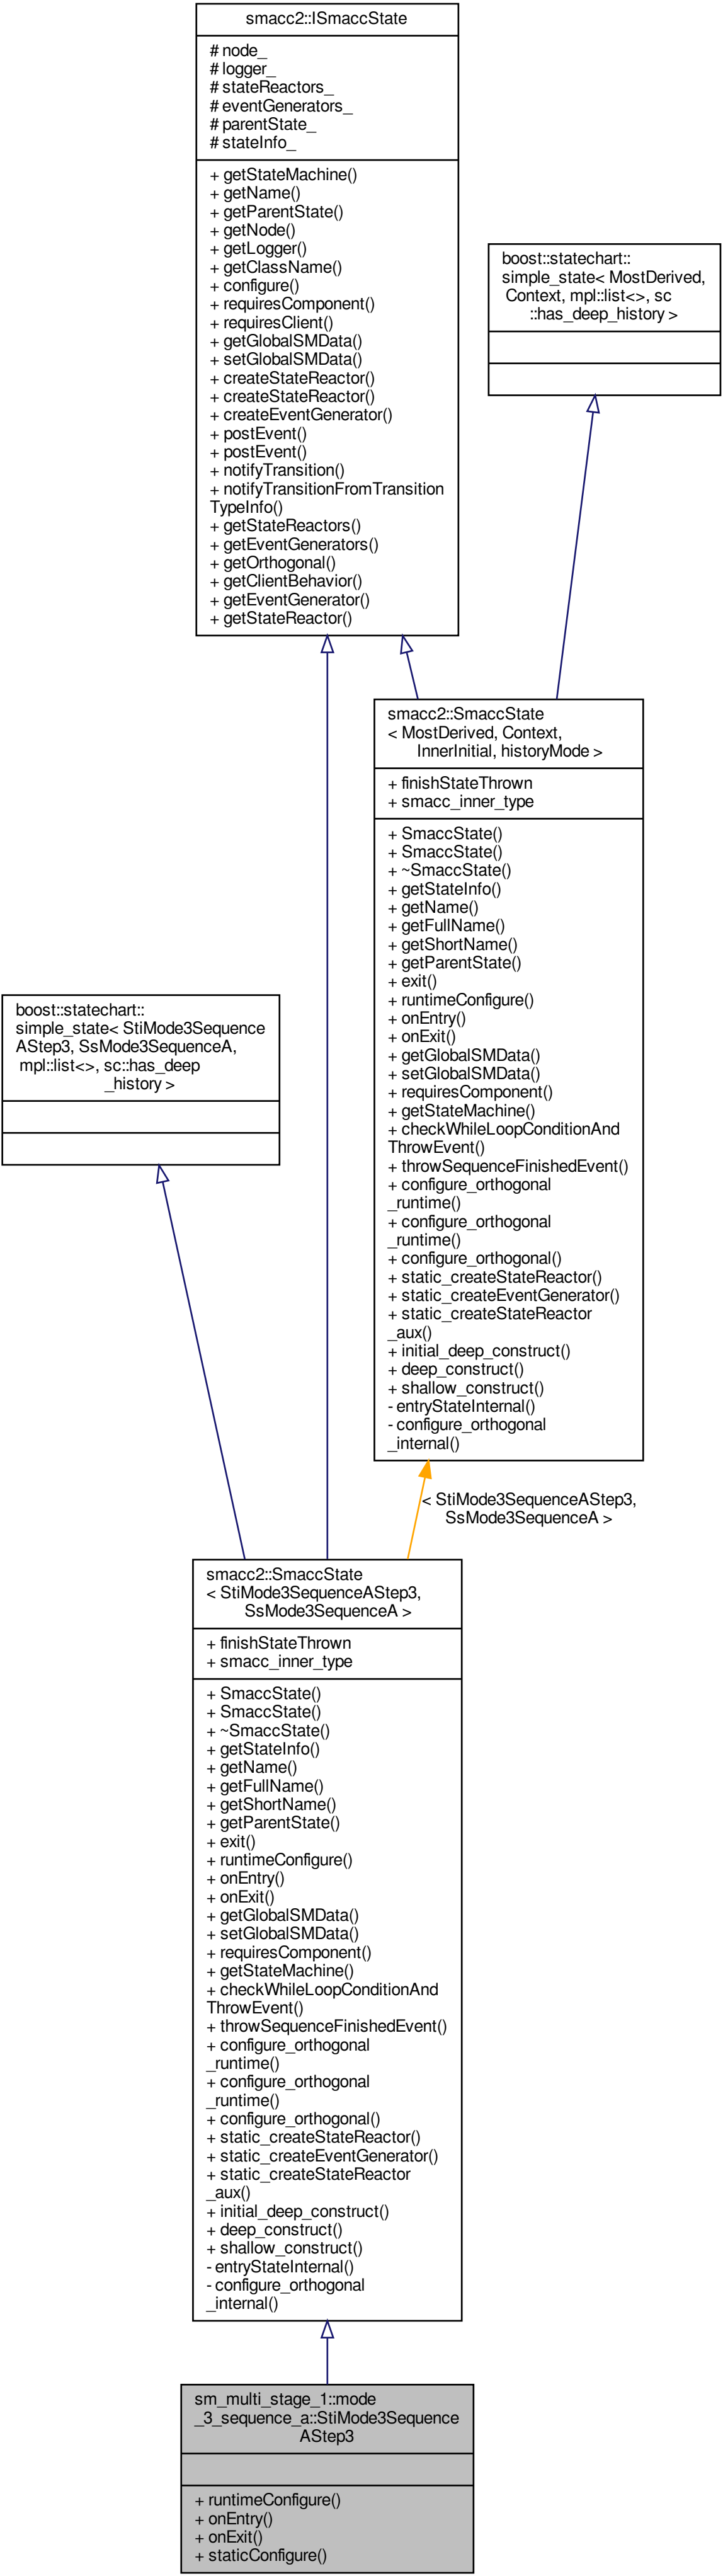 smacc2::ISmaccState
# node_
# logger_
# stateReactors_
# eventGenerators_
# parentState_
# stateInfo_
+ getStateMachine()
+ getName()
+ getParentState()
+ getNode()
+ getLogger()
+ getClassName()
+ configure()
+ requiresComponent()
+ requiresClient()
+ getGlobalSMData()
+ setGlobalSMData()
+ createStateReactor()
+ createStateReactor()
+ createEventGenerator()
+ postEvent()
+ postEvent()
+ notifyTransition()
+ notifyTransitionFromTransition
TypeInfo()
+ getStateReactors()
+ getEventGenerators()
+ getOrthogonal()
+ getClientBehavior()
+ getEventGenerator()
+ getStateReactor()
boost::statechart::
simple_state< MostDerived,
Context, mpl::list<>, sc
::has_deep_history >
smacc2::SmaccState
< MostDerived, Context,
InnerInitial, historyMode >
+ finishStateThrown
+ smacc_inner_type
+ SmaccState()
+ SmaccState()
+ ~SmaccState()
+ getStateInfo()
+ getName()
+ getFullName()
+ getShortName()
+ getParentState()
+ exit()
+ runtimeConfigure()
+ onEntry()
+ onExit()
+ getGlobalSMData()
+ setGlobalSMData()
+ requiresComponent()
+ getStateMachine()
+ checkWhileLoopConditionAnd
ThrowEvent()
+ throwSequenceFinishedEvent()
+ configure_orthogonal
_runtime()
+ configure_orthogonal
_runtime()
+ configure_orthogonal()
+ static_createStateReactor()
+ static_createEventGenerator()
+ static_createStateReactor
_aux()
+ initial_deep_construct()
+ deep_construct()
+ shallow_construct()
- entryStateInternal()
- configure_orthogonal
_internal()
boost::statechart::
simple_state< StiMode3Sequence
AStep3, SsMode3SequenceA,
mpl::list<>, sc::has_deep
_history >
< StiMode3SequenceAStep3,
SsMode3SequenceA >
smacc2::SmaccState
< StiMode3SequenceAStep3,
SsMode3SequenceA >
+ finishStateThrown
+ smacc_inner_type
+ SmaccState()
+ SmaccState()
+ ~SmaccState()
+ getStateInfo()
+ getName()
+ getFullName()
+ getShortName()
+ getParentState()
+ exit()
+ runtimeConfigure()
+ onEntry()
+ onExit()
+ getGlobalSMData()
+ setGlobalSMData()
+ requiresComponent()
+ getStateMachine()
+ checkWhileLoopConditionAnd
ThrowEvent()
+ throwSequenceFinishedEvent()
+ configure_orthogonal
_runtime()
+ configure_orthogonal
_runtime()
+ configure_orthogonal()
+ static_createStateReactor()
+ static_createEventGenerator()
+ static_createStateReactor
_aux()
+ initial_deep_construct()
+ deep_construct()
+ shallow_construct()
- entryStateInternal()
- configure_orthogonal
_internal()
sm_multi_stage_1::mode
_3_sequence_a::StiMode3Sequence
AStep3
+ runtimeConfigure()
+ onEntry()
+ onExit()
+ staticConfigure()